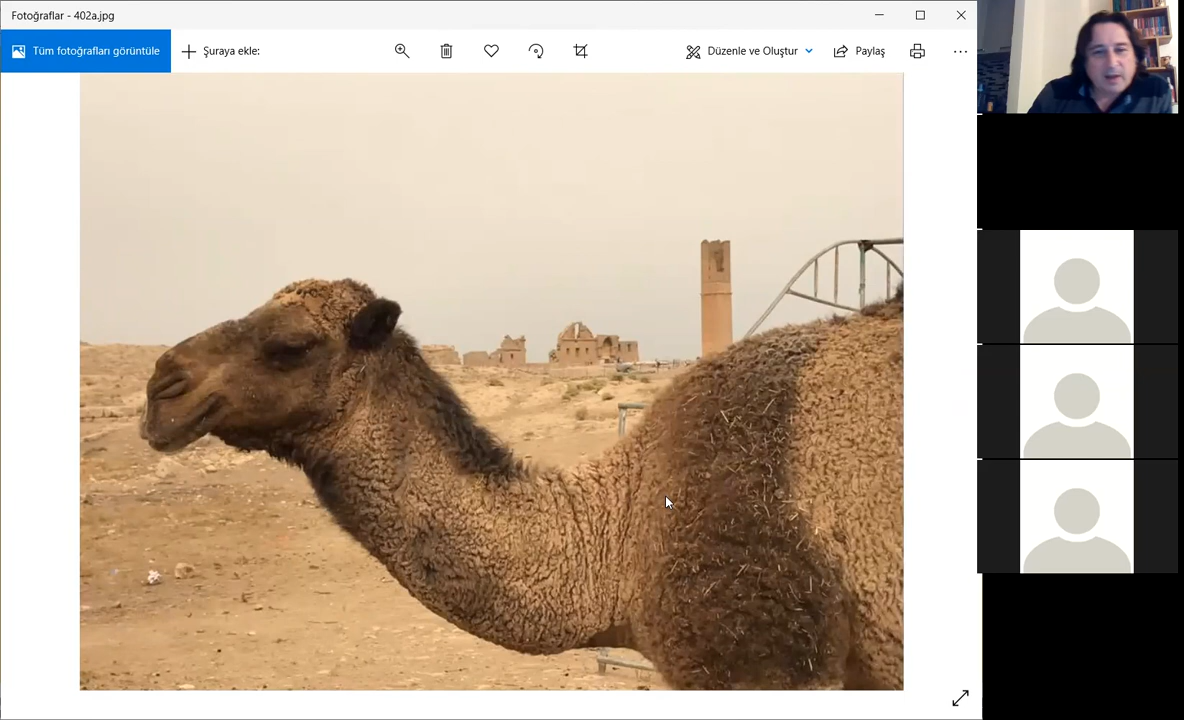 Fotoğraflar - 402a.jpg
Tüm fotoğrafları görüntüle
Şuraya ekle:
Düzenle ve Oluştur
Paylaş